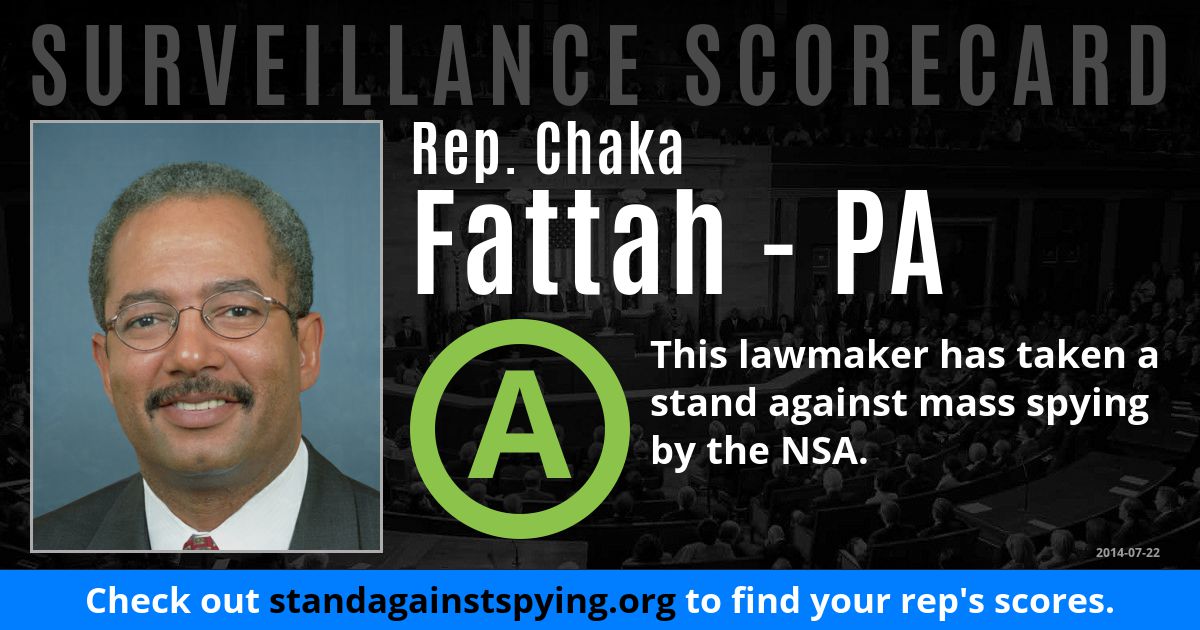 SURVEILLANCE SCORECARD
Rep. Chaka
Fattah - PA
A
This lawmaker has taken a
stand against mass spying
by the NSA.
2014-07-22
Check out standagainstspying.org to find your rep's scores.